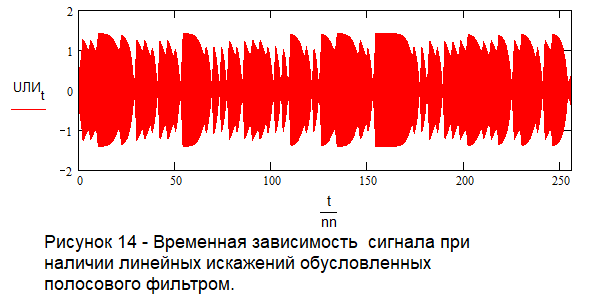 2
1
0
−1
−2
UЛИt
0
50
100
150
200
250
t
nn
Рисунок 14 - Временная зависимость сигнала при
наличии линейных искажений обусловленных
полосового фильтром.